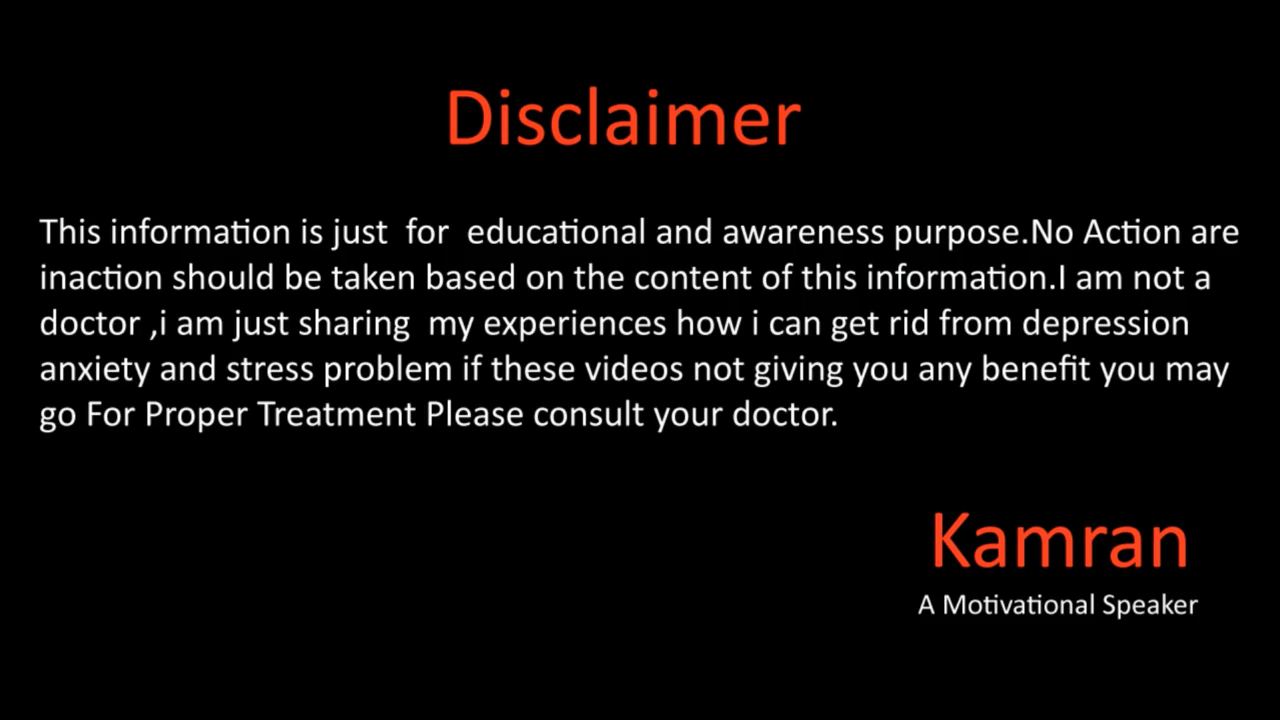 Disclaimer
This information is just  for  educational and awareness purpose.No Action are
inaction should be taken based on the content of this information.I am not a
doctor ,i am just sharing  my experiences how i can get rid from depression
anxiety and stress problem if these videos not giving you any benefit you may
go For Proper Treatment Please consult your doctor.
Kamran
A Motivational Speaker